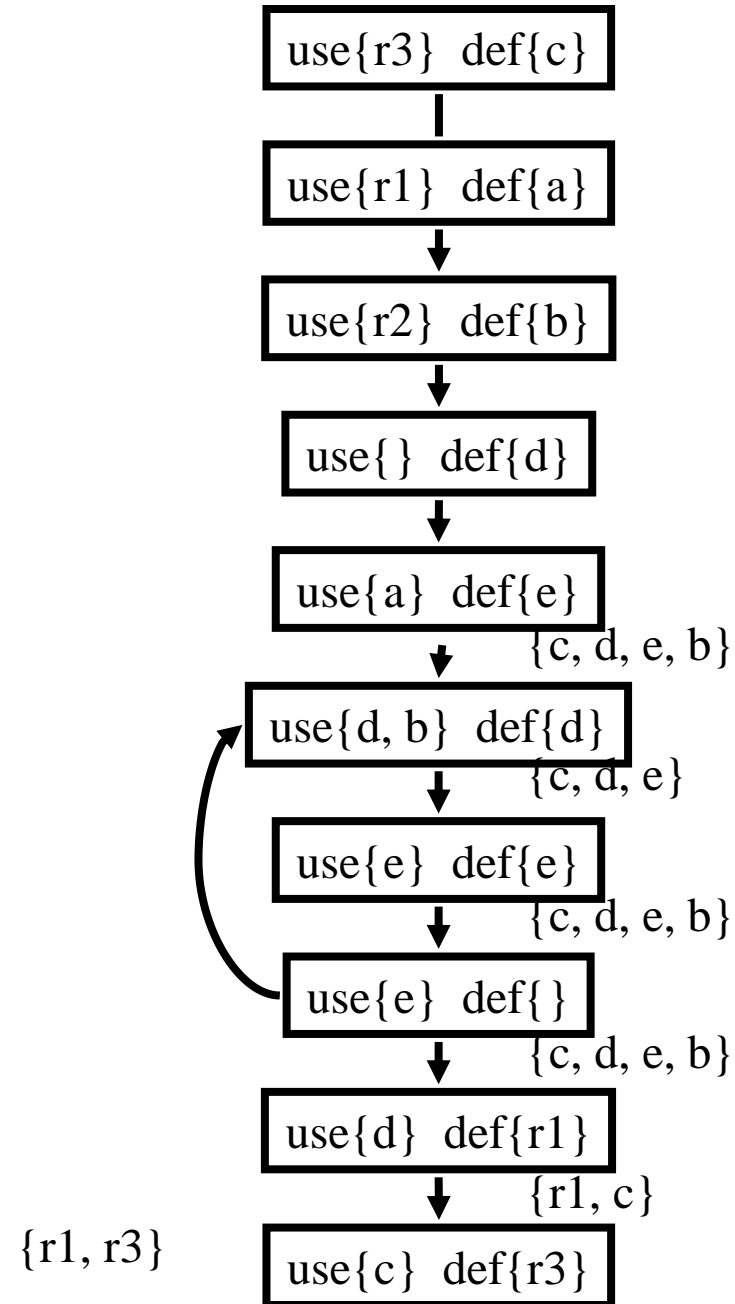 use{r3} def{c}
use{r1} def{a}
use{r2} def{b}
use{} def{d}
use{a} def{e}
{c, d, e, b}
use{d, b} def{d}
{c, d, e}
use{e} def{e}
{c, d, e, b}
use{e} def{}
{c, d, e, b}
use{d} def{r1}
{r1, c}
{r1, r3}
use{c} def{r3}